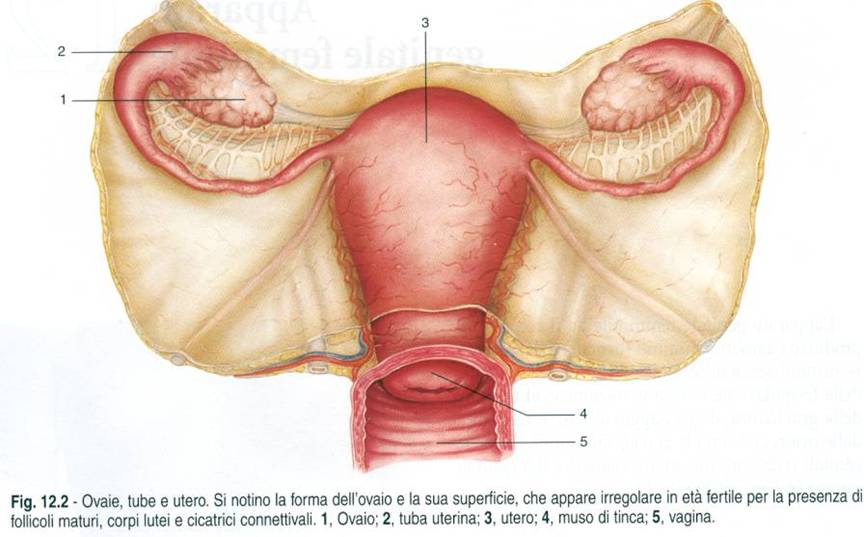 2
3
1
4
5
Fig. 12.2 - Ovaie, tube e utero. Si notino la forma dell'ovaio e la sua superficie, che appare irregolare in età fertile per la presenza di
follicoli maturi, corpi lutei e cicatrici connettivali. 1, Ovaio; 2, tuba uterina; 3, utero; 4, muso di tinca; 5, vagina.